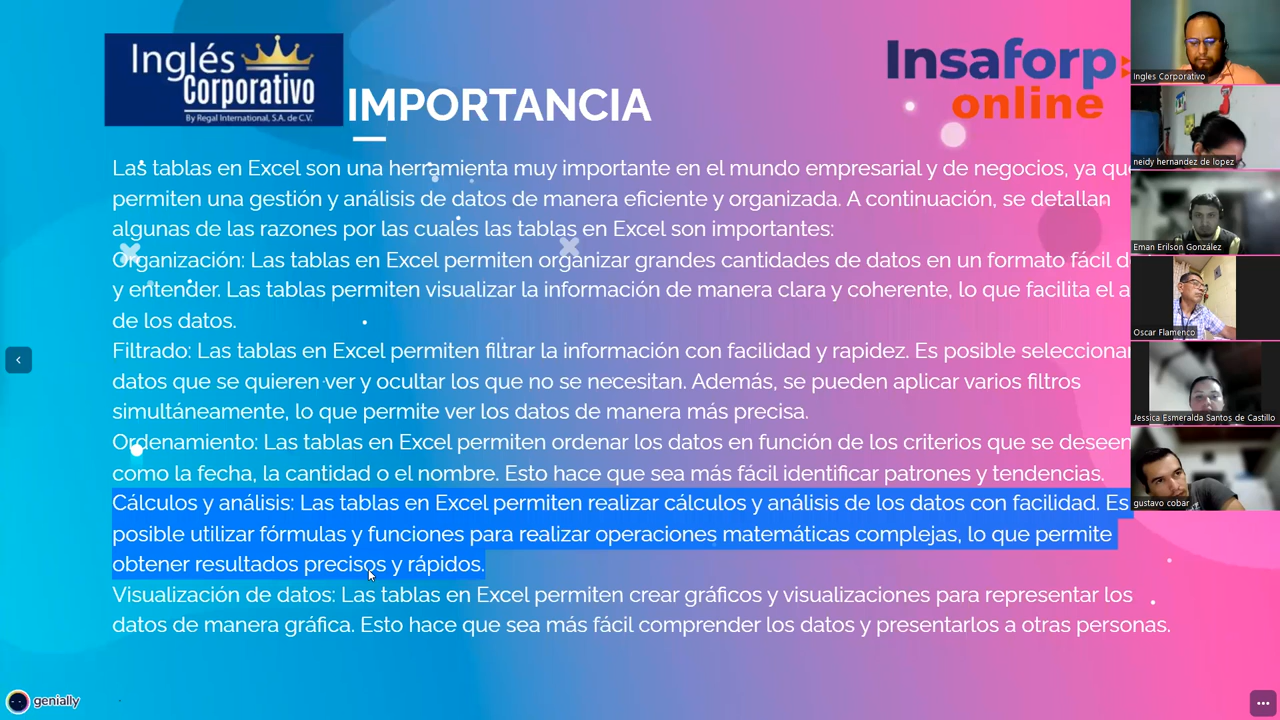 Inglés
Corporativo
By Regal International, S.A. de C.V.
Insaforp
online
IMPORTANCIA
Las tablas en Excel son una herramienta muy importante en el mundo empresarial y de negocios, ya que
permiten una gestión y análisis de datos de manera eficiente y organizada. A continuación, se detallan
algunas de las razones por las cuales las tablas en Excel son importantes:
Organización: Las tablas en Excel permiten organizar grandes cantidades de datos en un formato fácil d
y entender. Las tablas permiten visualizar la información de manera clara y coherente, lo que facilita el a
de los datos.
Filtrado: Las tablas en Excel permiten filtrar la información con facilidad y rapidez. Es posible seleccionar
datos que se quieren ver y ocultar los que no se necesitan. Además, se pueden aplicar varios filtros
simultáneamente, lo que permite ver los datos de manera más precisa.
Ordenamiento: Las tablas en Excel permiten ordenar los datos en función de los criterios que se deseen
como la fecha, la cantidad o el nombre. Esto hace que sea más fácil identificar patrones y tendencias.
Cálculos y análisis: Las tablas en Excel permiten realizar cálculos y análisis de los datos con facilidad. Es
posible utilizar fórmulas y funciones para realizar operaciones matemáticas complejas, lo que permite
obtener resultados precisos y rápidos.
Visualización de datos: Las tablas en Excel permiten crear gráficos y visualizaciones para representar los
datos de manera gráfica. Esto hace que sea más fácil comprender los datos y presentarlos a otras personas.
genially
Ingles Corporativo
neidy hernandez de lopez
Eman Erilson González
Oscar Flamenco
Jessica Esmeralda Santos de Castillo
gustavo cobar